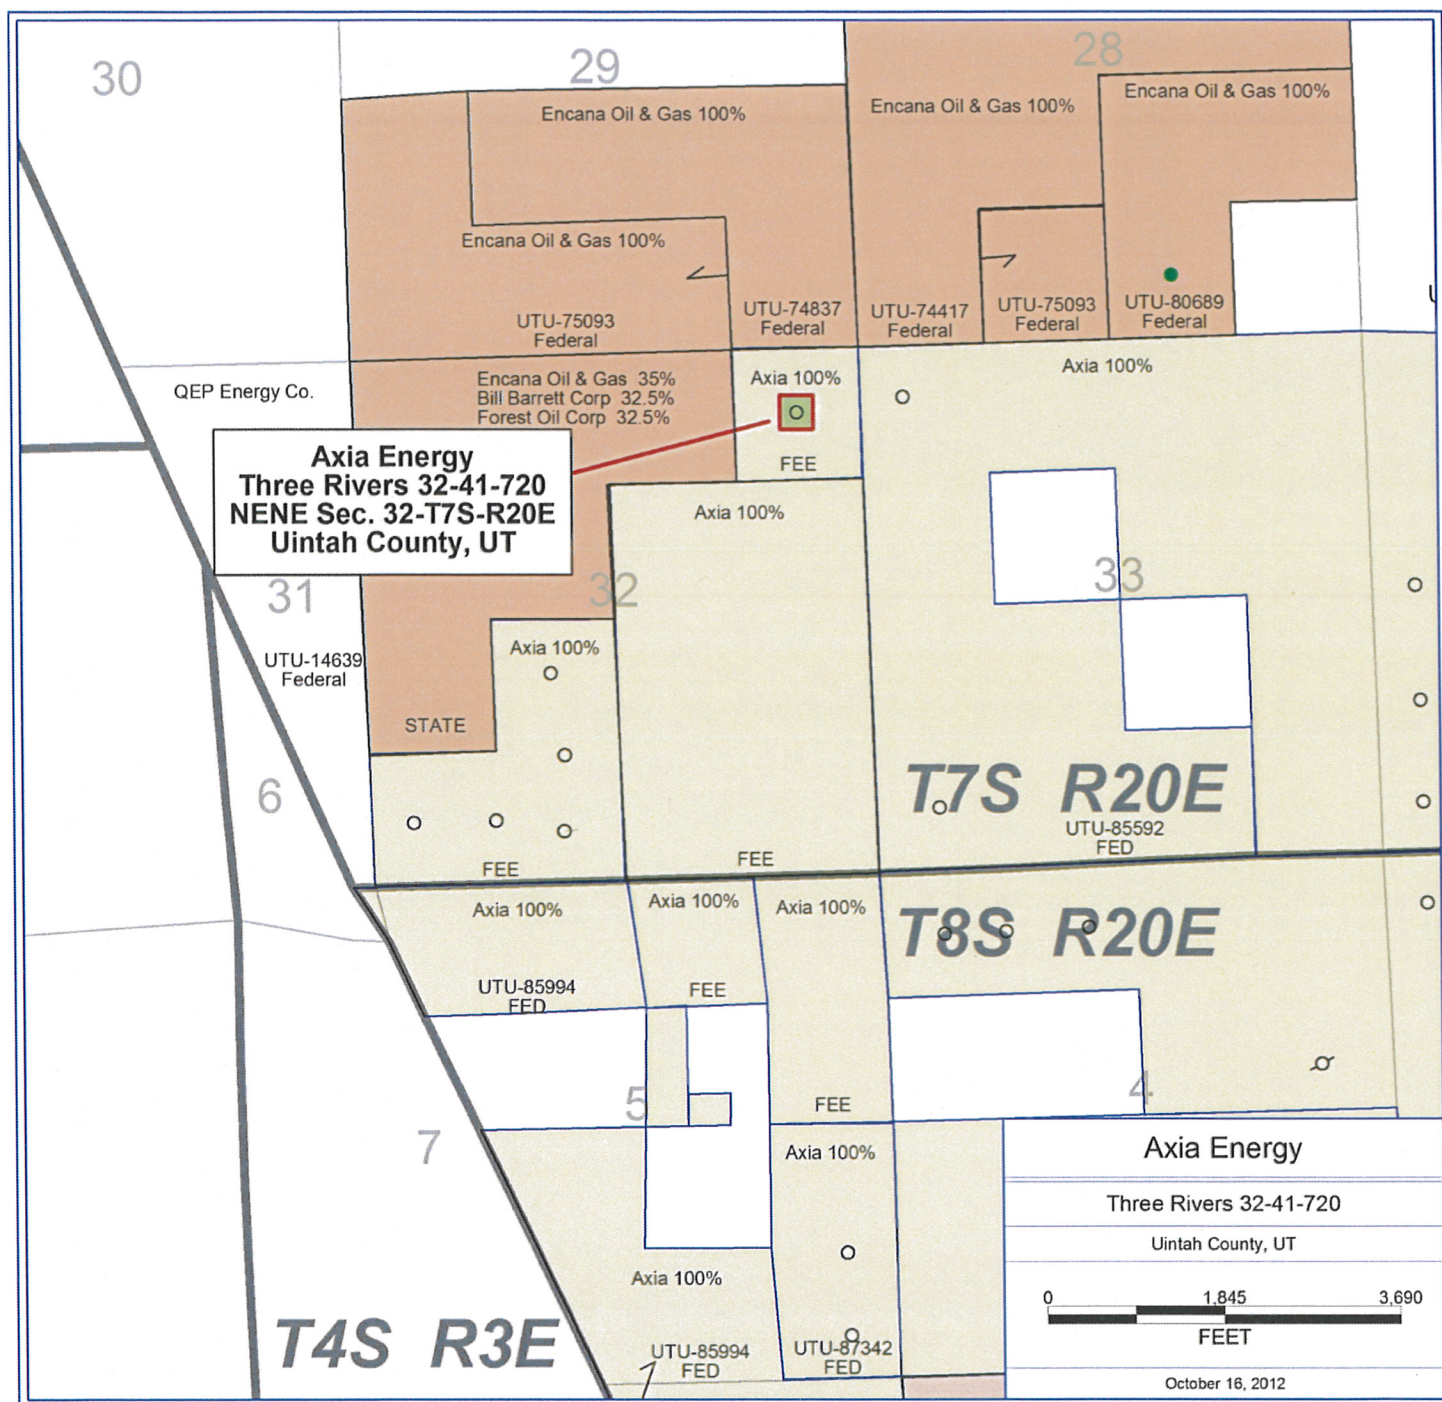 30
29
28
Encana Oil & Gas 100%
Encana Oil & Gas 100%
Encana Oil & Gas 100%
Encana Oil & Gas 100%
UTU-75093
Federal
UTU-74837
Federal
UTU-74417
Federal
UTU-75093
Federal
UTU-80689
Federal
QEP Energy Co.
Encana Oil & Gas 35%
Bill Barrett Corp 32.5%
Forest Oil Corp 32.5%
Axia 100%
FEE
Axia 100%
Axia Energy
Three Rivers 32-41-720
NENE Sec. 32-T7S-R20E
Uintah County, UT
Axia 100%
31
32
33
UTU-14639
Federal
Axia 100%
STATE
6
T7S R20E
UTU-85592
FED
FEE
FEE
Axia 100%
Axia 100%
Axia 100%
T8S R20E
UTU-85994
FED
FEE
5
FEE
4
7
Axia 100%
Axia 100%
T4S R3E
UTU-85994
FED
UTU-87342
FED
Axia Energy
Three Rivers 32-41-720
Uintah County, UT
0 1,845 3,690
FEET
October 16, 2012